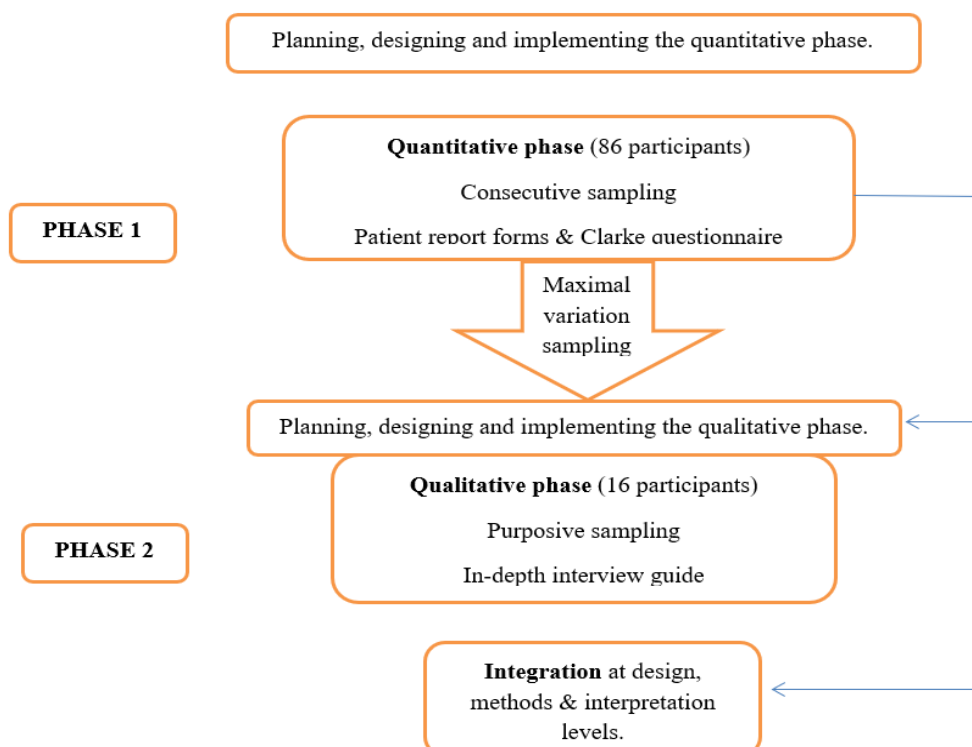 Planning, designing and implementing the quantitative phase.
Quantitative phase (86 participants)
Consecutive sampling
PHASE 1
Patient report forms & Clarke questionnaire
Maximal
variation
sampling
Planning, designing and implementing the qualitative phase.
Qualitative phase (16 participants)
Purposive sampling
PHASE 2
In-depth interview guide
Integration at design,
methods & interpretation
levels.